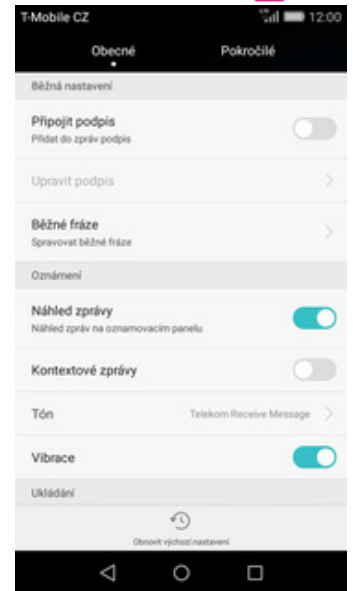 T-Mobile CZ 12:00
Obecné Pokročilé
Běžná nastavení
Připojit podpis
Přidat do zpráv podpis
Upravit podpis
Běžné fráze
Spravovat běžné fráze
Oznámení
Náhled zprávy
Náhled zpráv na oznamovacím panelu
Kontextové zprávy
Tón Telekom Receive Message
Vibrace
Ukládání
Obnovit výchozí nastavení